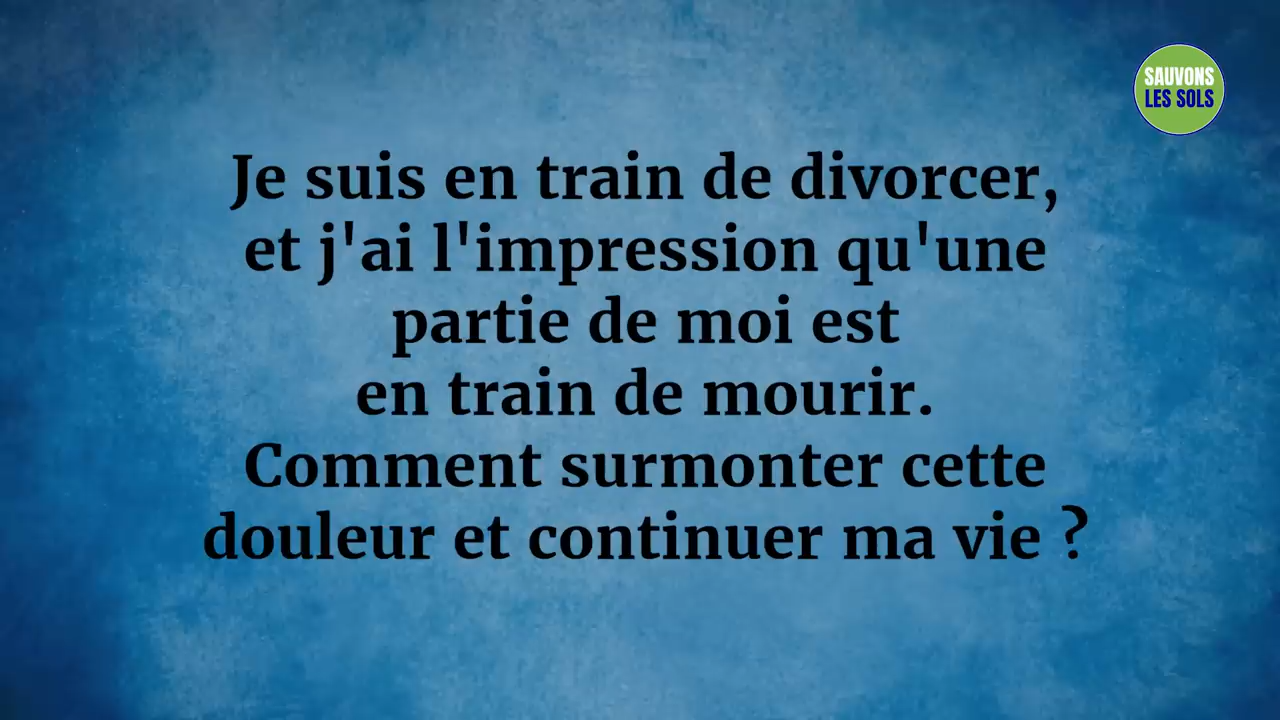 SAUVONS
LES SOLS
Je suis en train de divorcer,
et j'ai l'impression qu'une
partie de moi est
en train de mourir.
Comment surmonter cette
douleur et continuer ma vie ?